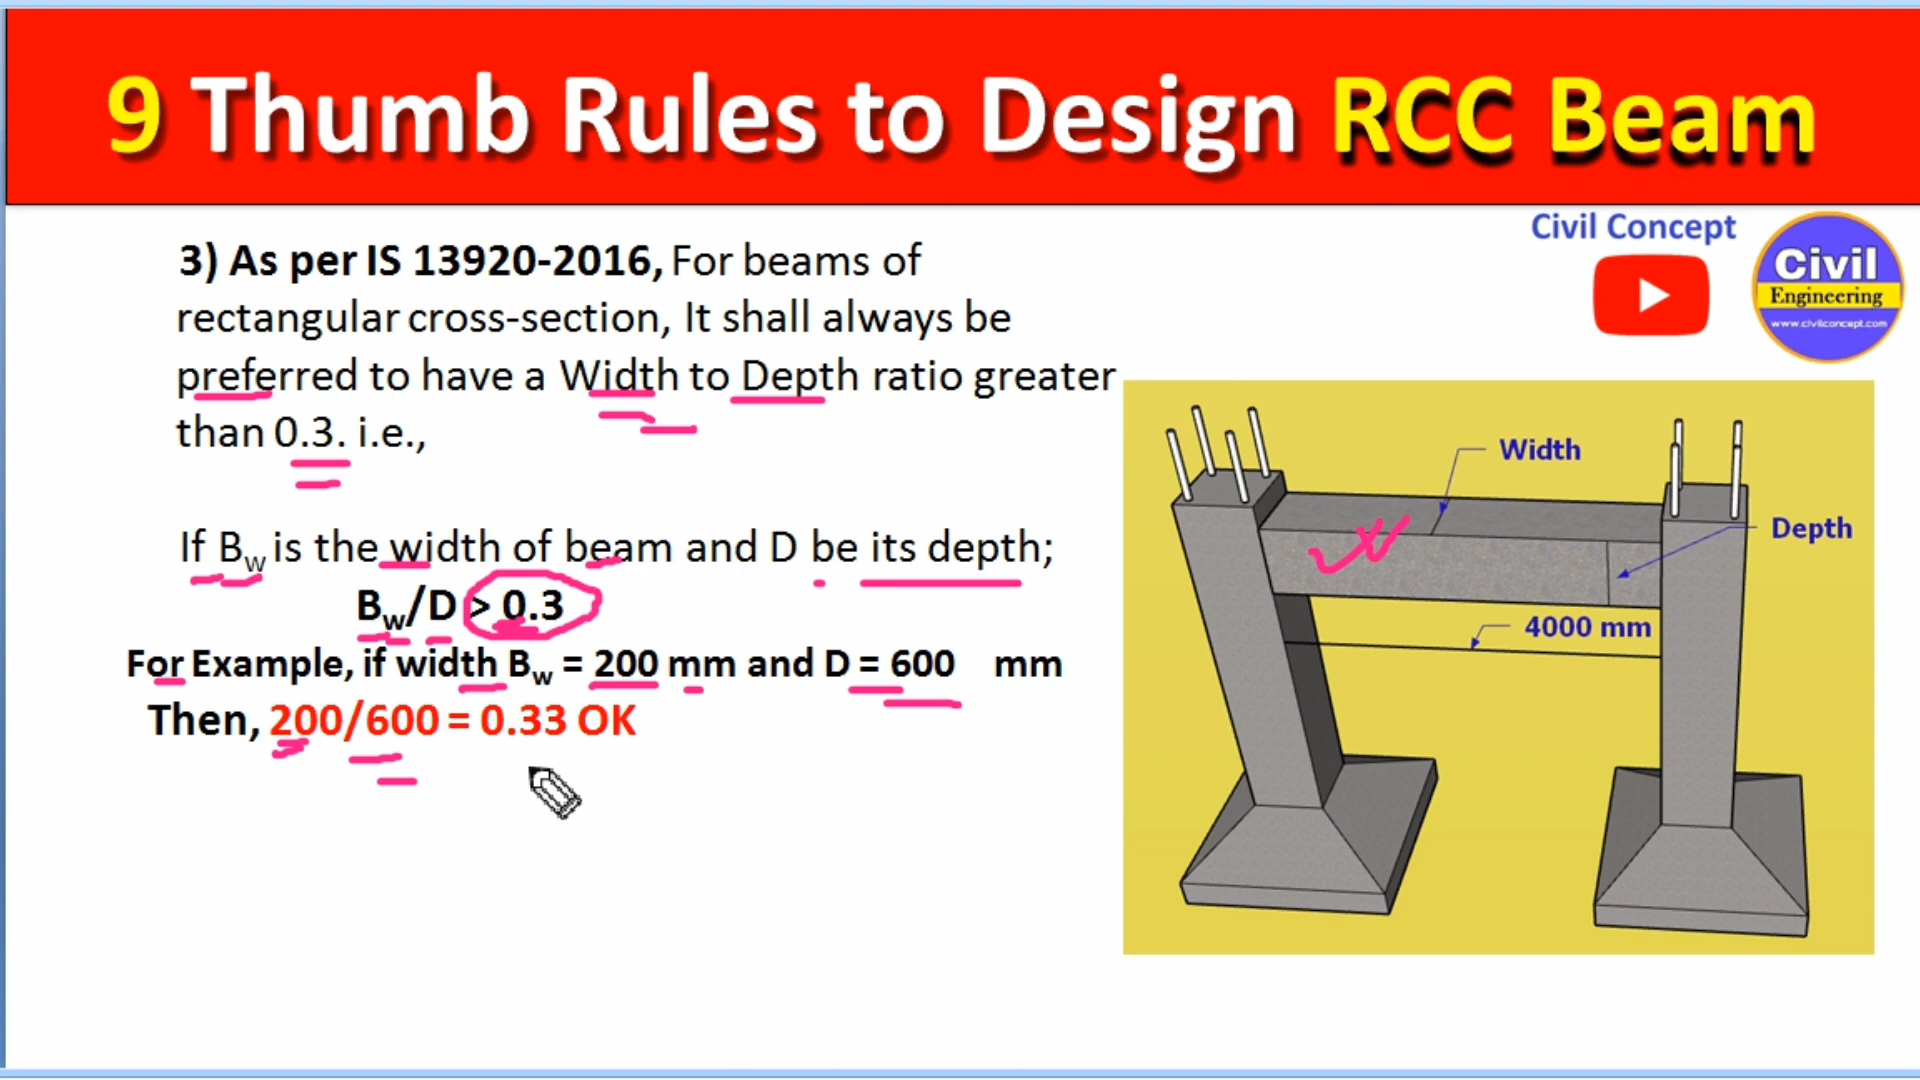 9 Thumb Rules to Design RCC Beam
Civil Concept
Civil
Engineering
www.civilconcept.com
3) As per IS 13920-2016, For beams of
rectangular cross-section, It shall always be
preferred to have a Width to Depth ratio greater
than 0.3. i.e.,
If Bw is the width of beam and D be its depth;
Bw/D > 0.3
For Example, if width Bw = 200 mm and D = 600 mm
Then, 200/600 = 0.33 OK
Width
Depth
4000 mm